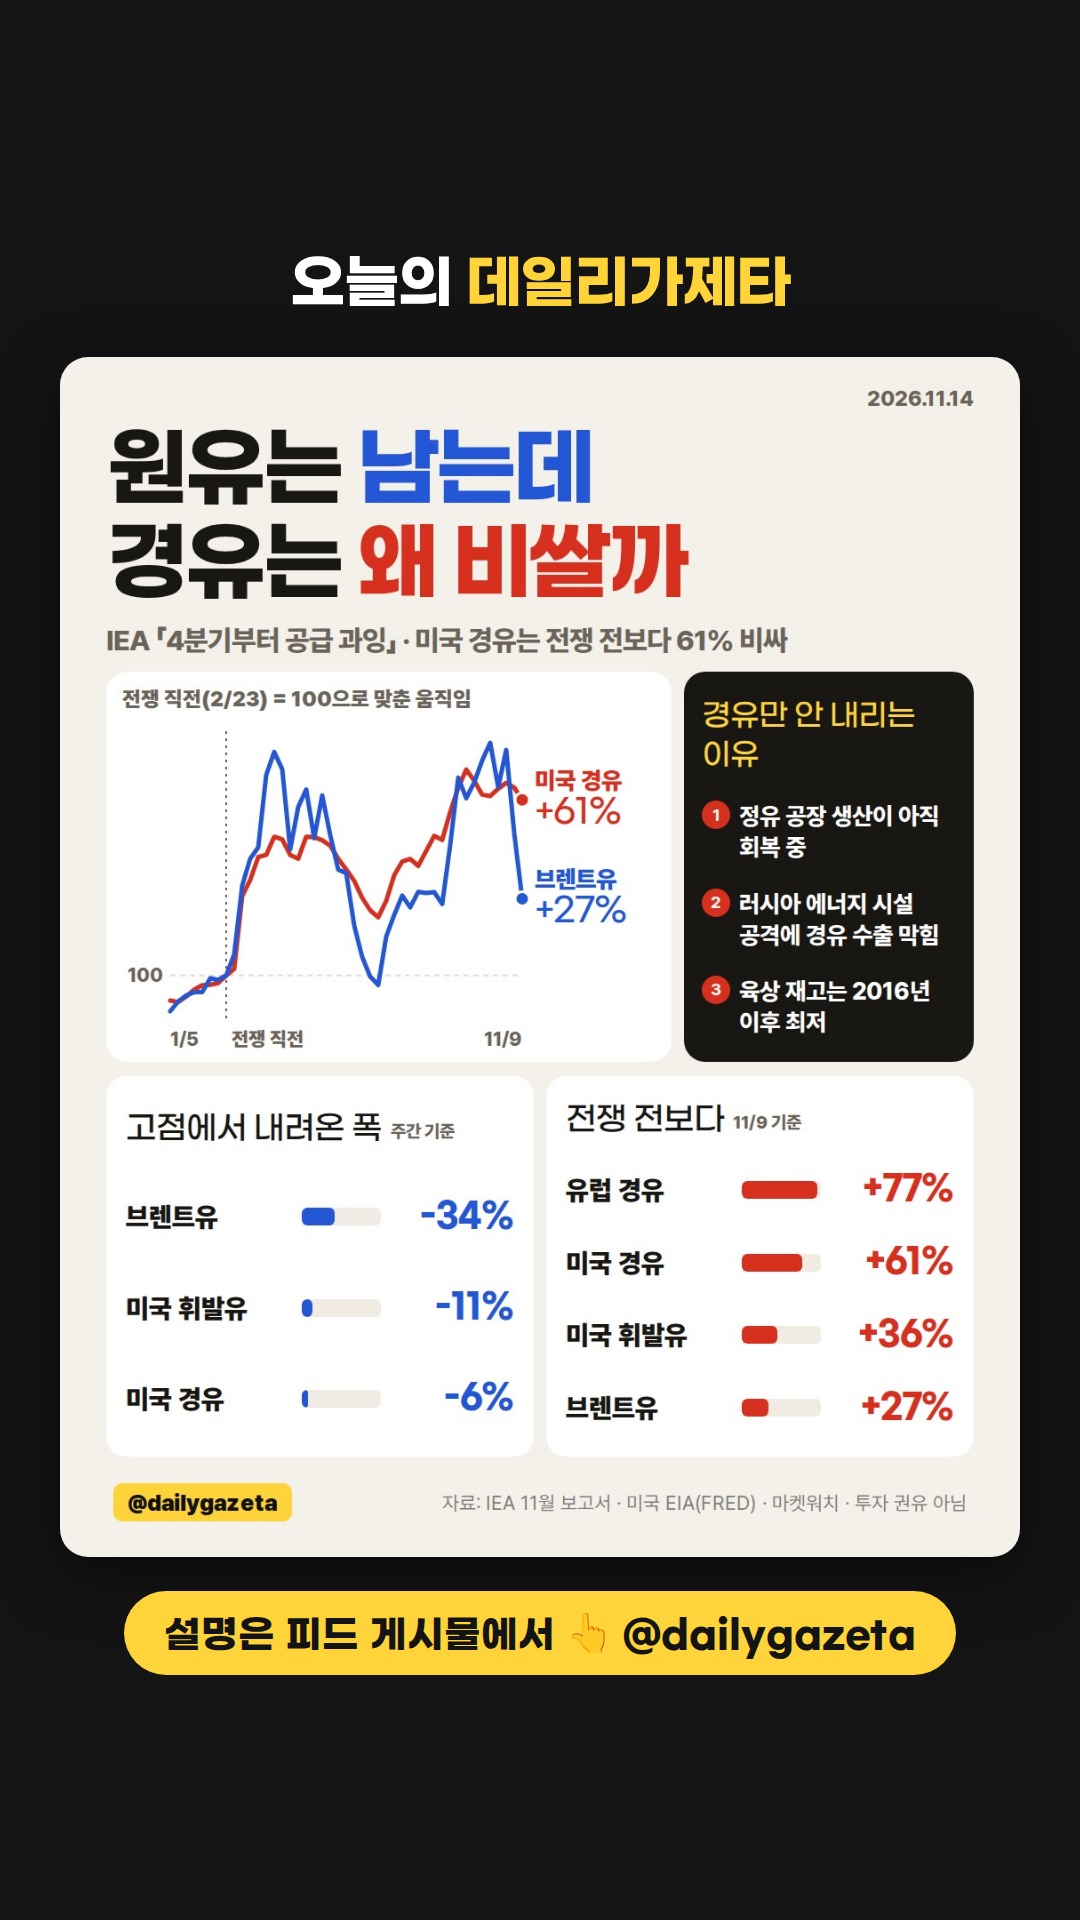 오늘의 데일리가제타
2026.11.14
원유는 남는데
경유는 왜 비쌀까
IEA 「4분기부터 공급 과잉」 · 미국 경유는 전쟁 전보다 61% 비싸
전쟁 직전(2/23) = 100으로 맞춘 움직임
미국 경유
+61%
브렌트유
+27%
100
1/5
전쟁 직전
11/9
경유만 안 내리는
이유
1 정유 공장 생산이 아직
회복 중
2 러시아 에너지 시설
공격에 경유 수출 막힘
3 육상 재고는 2016년
이후 최저
고점에서 내려온 폭 주간 기준
브렌트유 -34%
미국 휘발유 -11%
미국 경유 -6%
전쟁 전보다 11/9 기준
유럽 경유 +77%
미국 경유 +61%
미국 휘발유 +36%
브렌트유 +27%
@dailygazeta
자료: IEA 11월 보고서 · 미국 EIA(FRED) · 마켓워치 · 투자 권유 아님
설명은 피드 게시물에서 👆 @dailygazeta